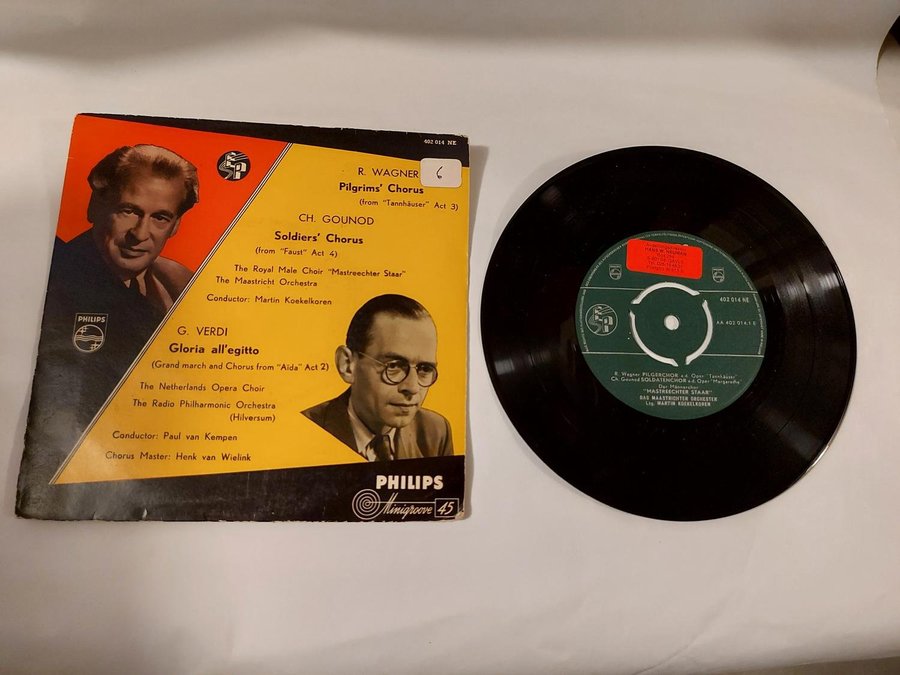 402 014 NE
6
R. WAGNER
Pilgrims' Chorus
(from "Tannhäuser" Act 3)
CH. GOUNOD
Soldiers' Chorus
(from "Faust" Act 4)
The Royal Male Choir "Mastreechter Staar"
The Maastricht Orchestra
Conductor: Martin Koekelkoren
PHILIPS
G. VERDI
Gloria all'egitto
(Grand march and Chorus from "Aïda" Act 2)
The Netherlands Opera Choir
The Radio Philharmonic Orchestra
(Hilversum)
Conductor: Paul van Kempen
Chorus Master: Henk van Wielink
PHILIPS
Minigroove 45
HANS W. NEUMAN
402 014 NE
AA 402 014.1 E
R. Wagner PILGERCHOR a.d. Oper "Tannhäuser"
Ch. Gounod SOLDATENCHOR a.d. Oper "Margarethe"
Der Männerchor
"MASTREECHTER STAAR"
DAS MAASTRICHTER ORCHESTER
Ltg. MARTIN KOEKELKOREN